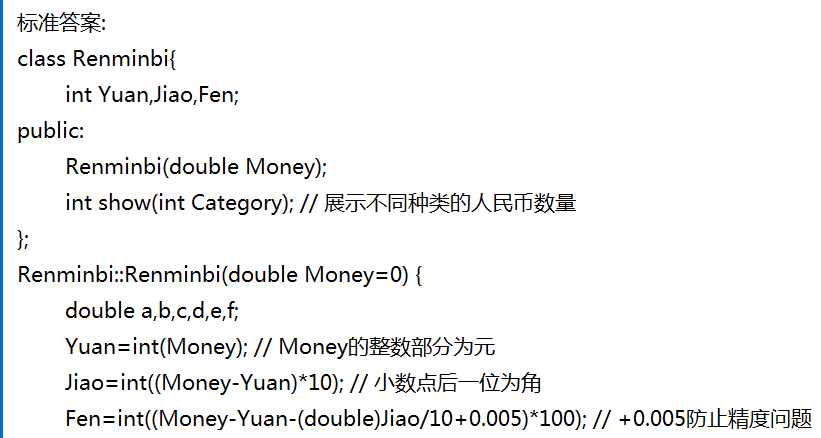 标准答案:
class Renminbi{
int Yuan,Jiao,Fen;
public:
Renminbi(double Money);
int show(int Category); // 展示不同种类的人民币数量
};
Renminbi::Renminbi(double Money=0) {
double a,b,c,d,e,f;
Yuan=int(Money); // Money的整数部分为元
Jiao=int((Money-Yuan)*10); // 小数点后一位为角
Fen=int((Money-Yuan-(double)Jiao/10+0.005)*100); // +0.005防止精度问题